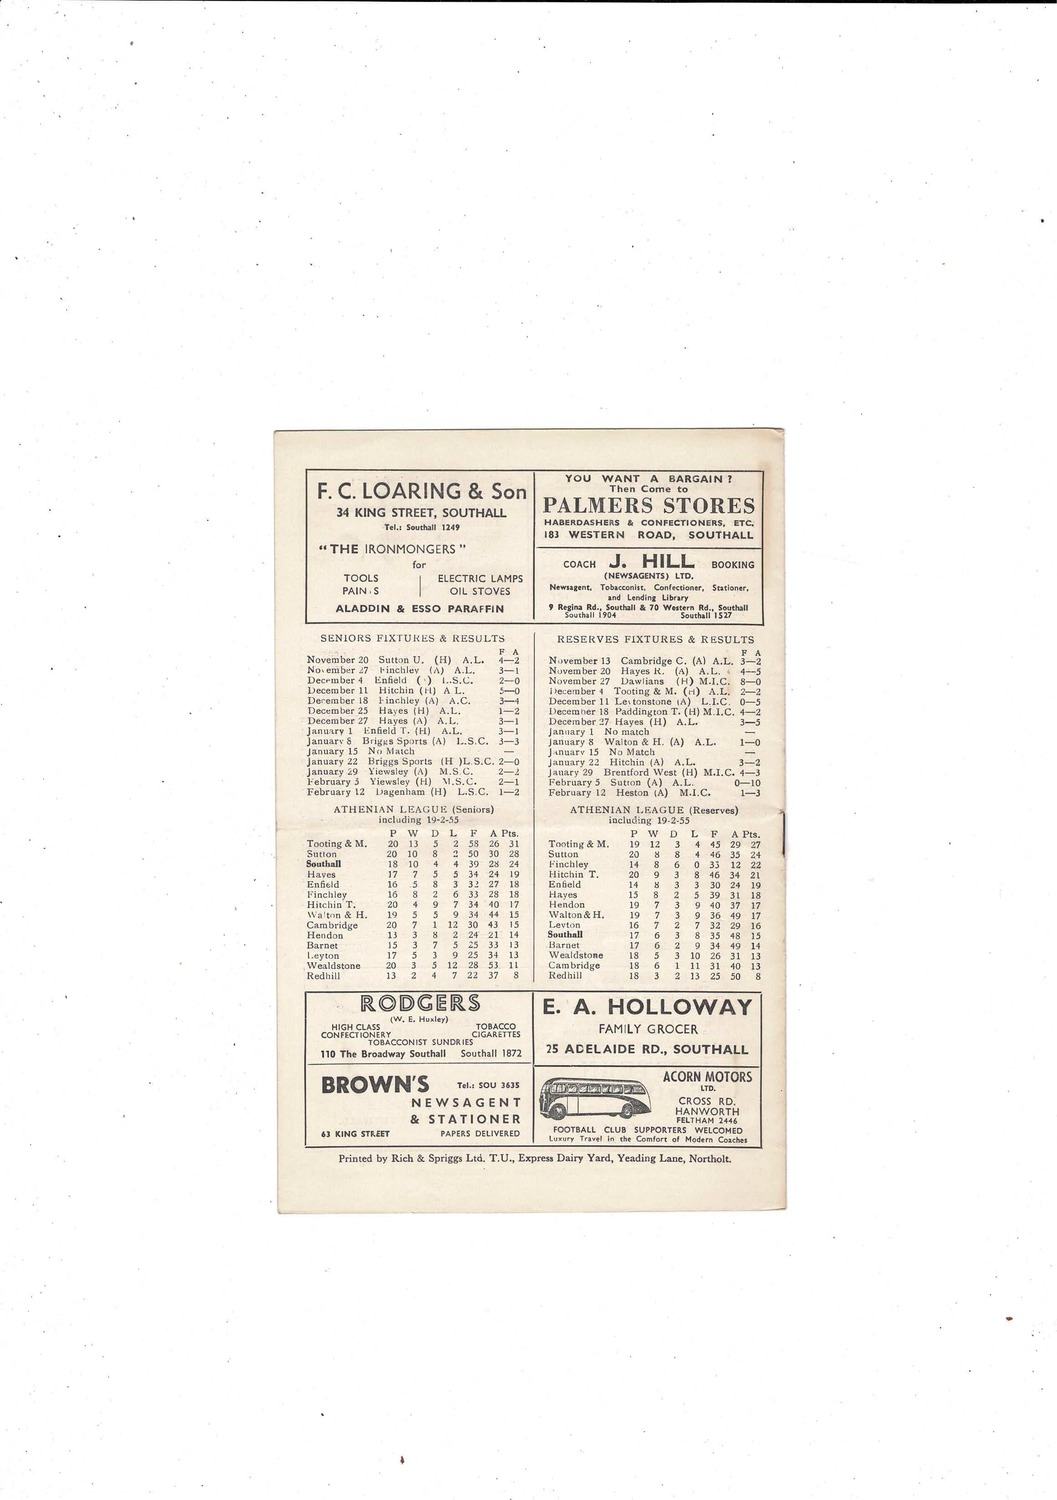 F. C. LOARING & Son
34 KING STREET, SOUTHALL
Tel.: Southall 1249
"THE IRONMONGERS"
for
TOOLS ELECTRIC LAMPS
PAIN S OIL STOVES
ALADDIN & ESSO PARAFFIN
YOU WANT A BARGAIN ?
Then Come to
PALMERS STORES
HABERDASHERS & CONFECTIONERS, ETC.
183 WESTERN ROAD, SOUTHALL
COACH J. HILL BOOKING
(NEWSAGENTS) LTD.
Newsagent, Tobacconist, Confectioner, Stationer,
and Lending Library
9 Regina Rd., Southall & 70 Western Rd., Southall
Southall 1904 Southall 1527
SENIORS FIXTURES & RESULTS
F A
November 20 Sutton U. (H) A.L. 4—2
November 27 Finchley (A) A.L. 3—1
December 4 Enfield ( ) L.S.C. 2—0
December 11 Hitchin (H) A L. 5—0
December 18 Finchley (A) A.C. 3—4
December 25 Hayes (H) A.L. 1—2
December 27 Hayes (A) A.L. 3—1
January 1 Enfield T. (H) A.L. 3—1
January 8 Briggs Sports (A) L.S.C. 3—3
January 15 No Match —
January 22 Briggs Sports (H )L.S.C. 2—0
January 29 Yiewsley (A) M.S.C. 2—2
February 5 Yiewsley (H) M.S.C. 2—1
February 12 Dagenham (H) L.S.C. 1—2
ATHENIAN LEAGUE (Seniors)
including 19-2-55
P W D L F A Pts.
Tooting & M. 20 13 5 2 58 26 31
Sutton 20 10 8 2 50 30 28
Southall 18 10 4 4 39 28 24
Hayes 17 7 5 5 34 24 19
Enfield 16 5 8 3 32 27 18
Finchley 16 8 2 6 33 28 18
Hitchin T. 20 4 9 7 34 40 17
Walton & H. 19 5 5 9 34 44 15
Cambridge 20 7 1 12 30 43 15
Hendon 13 3 8 2 24 21 14
Barnet 15 3 7 5 25 33 13
Leyton 17 5 3 9 25 34 13
Wealdstone 20 3 5 12 28 53 11
Redhill 13 2 4 7 22 37 8
RESERVES FIXTURES & RESULTS
F A
November 13 Cambridge C. (A) A.L. 3—2
November 20 Hayes R. (A) A.L. 4—5
November 27 Dawlians (H) M.I.C. 8—0
December 4 Tooting & M. (H) A.L. 2—2
December 11 Leytonstone (A) L.I.C. 0—5
December 18 Paddington T. (H) M.I.C. 4—2
December 27 Hayes (H) A.L. 3—5
January 1 No match —
January 8 Walton & H. (A) A.L. 1—0
January 15 No Match —
January 22 Hitchin (A) A.L. 3—2
Januay 29 Brentford West (H) M.I.C. 4—3
February 5 Sutton (A) A.L. 0—10
February 12 Heston (A) M.I.C. 1—3
ATHENIAN LEAGUE (Reserves)
including 19-2-55
P W D L F A Pts.
Tooting & M. 19 12 3 4 45 29 27
Sutton 20 8 8 4 46 35 24
Finchley 14 8 6 0 33 12 22
Hitchin T. 20 9 3 8 46 34 21
Enfield 14 8 3 3 30 24 19
Hayes 15 8 2 5 39 31 18
Hendon 19 7 3 9 40 37 17
Walton & H. 19 7 3 9 36 49 17
Leyton 16 7 2 7 32 29 16
Southall 17 6 3 8 35 48 15
Barnet 17 6 2 9 34 49 14
Wealdstone 18 5 3 10 26 31 13
Cambridge 18 6 1 11 31 40 13
Redhill 18 3 2 13 25 50 8
RODGERS
(W. E. Huxley)
HIGH CLASS TOBACCO
CONFECTIONERY CIGARETTES
TOBACCONIST SUNDRIES
110 The Broadway Southall Southall 1872
E. A. HOLLOWAY
FAMILY GROCER
25 ADELAIDE RD., SOUTHALL
BROWN'S Tel.: SOU 3635
NEWSAGENT
& STATIONER
63 KING STREET PAPERS DELIVERED
ACORN MOTORS
LTD.
CROSS RD.
HANWORTH
FELTHAM 2446
FOOTBALL CLUB SUPPORTERS WELCOMED
Luxury Travel in the Comfort of Modern Coaches
Printed by Rich & Spriggs Ltd. T.U., Express Dairy Yard, Yeading Lane, Northolt.